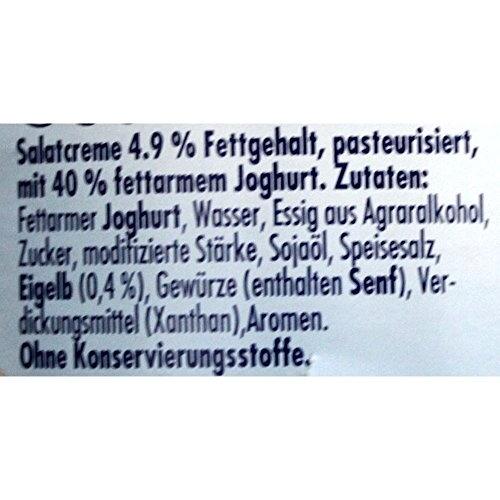 Salatcreme 4.9 % Fettgehalt, pasteurisiert,
mit 40 % fettarmem Joghurt. Zutaten:
Fettarmer Joghurt, Wasser, Essig aus Agraralkohol,
Zucker, modifizierte Stärke, Sojaöl, Speisesalz,
Eigelb (0,4 %), Gewürze (enthalten Senf), Ver-
dickungsmittel (Xanthan),Aromen.
Ohne Konservierungsstoffe.